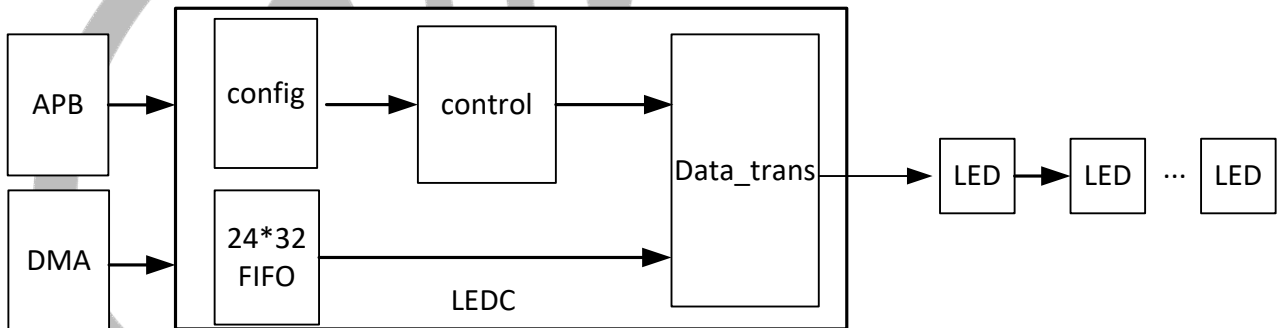 APB
config
control
Data_trans
LED
LED
...
LED
DMA
24*32
FIFO
LEDC